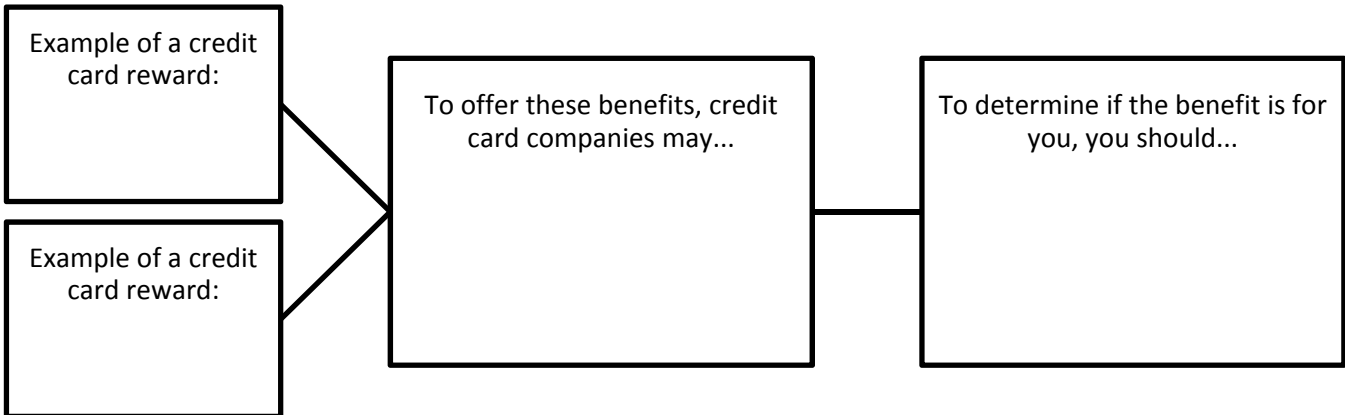 Example of a credit
card reward:
Example of a credit
card reward:
To offer these benefits, credit
card companies may...
To determine if the benefit is for
you, you should...